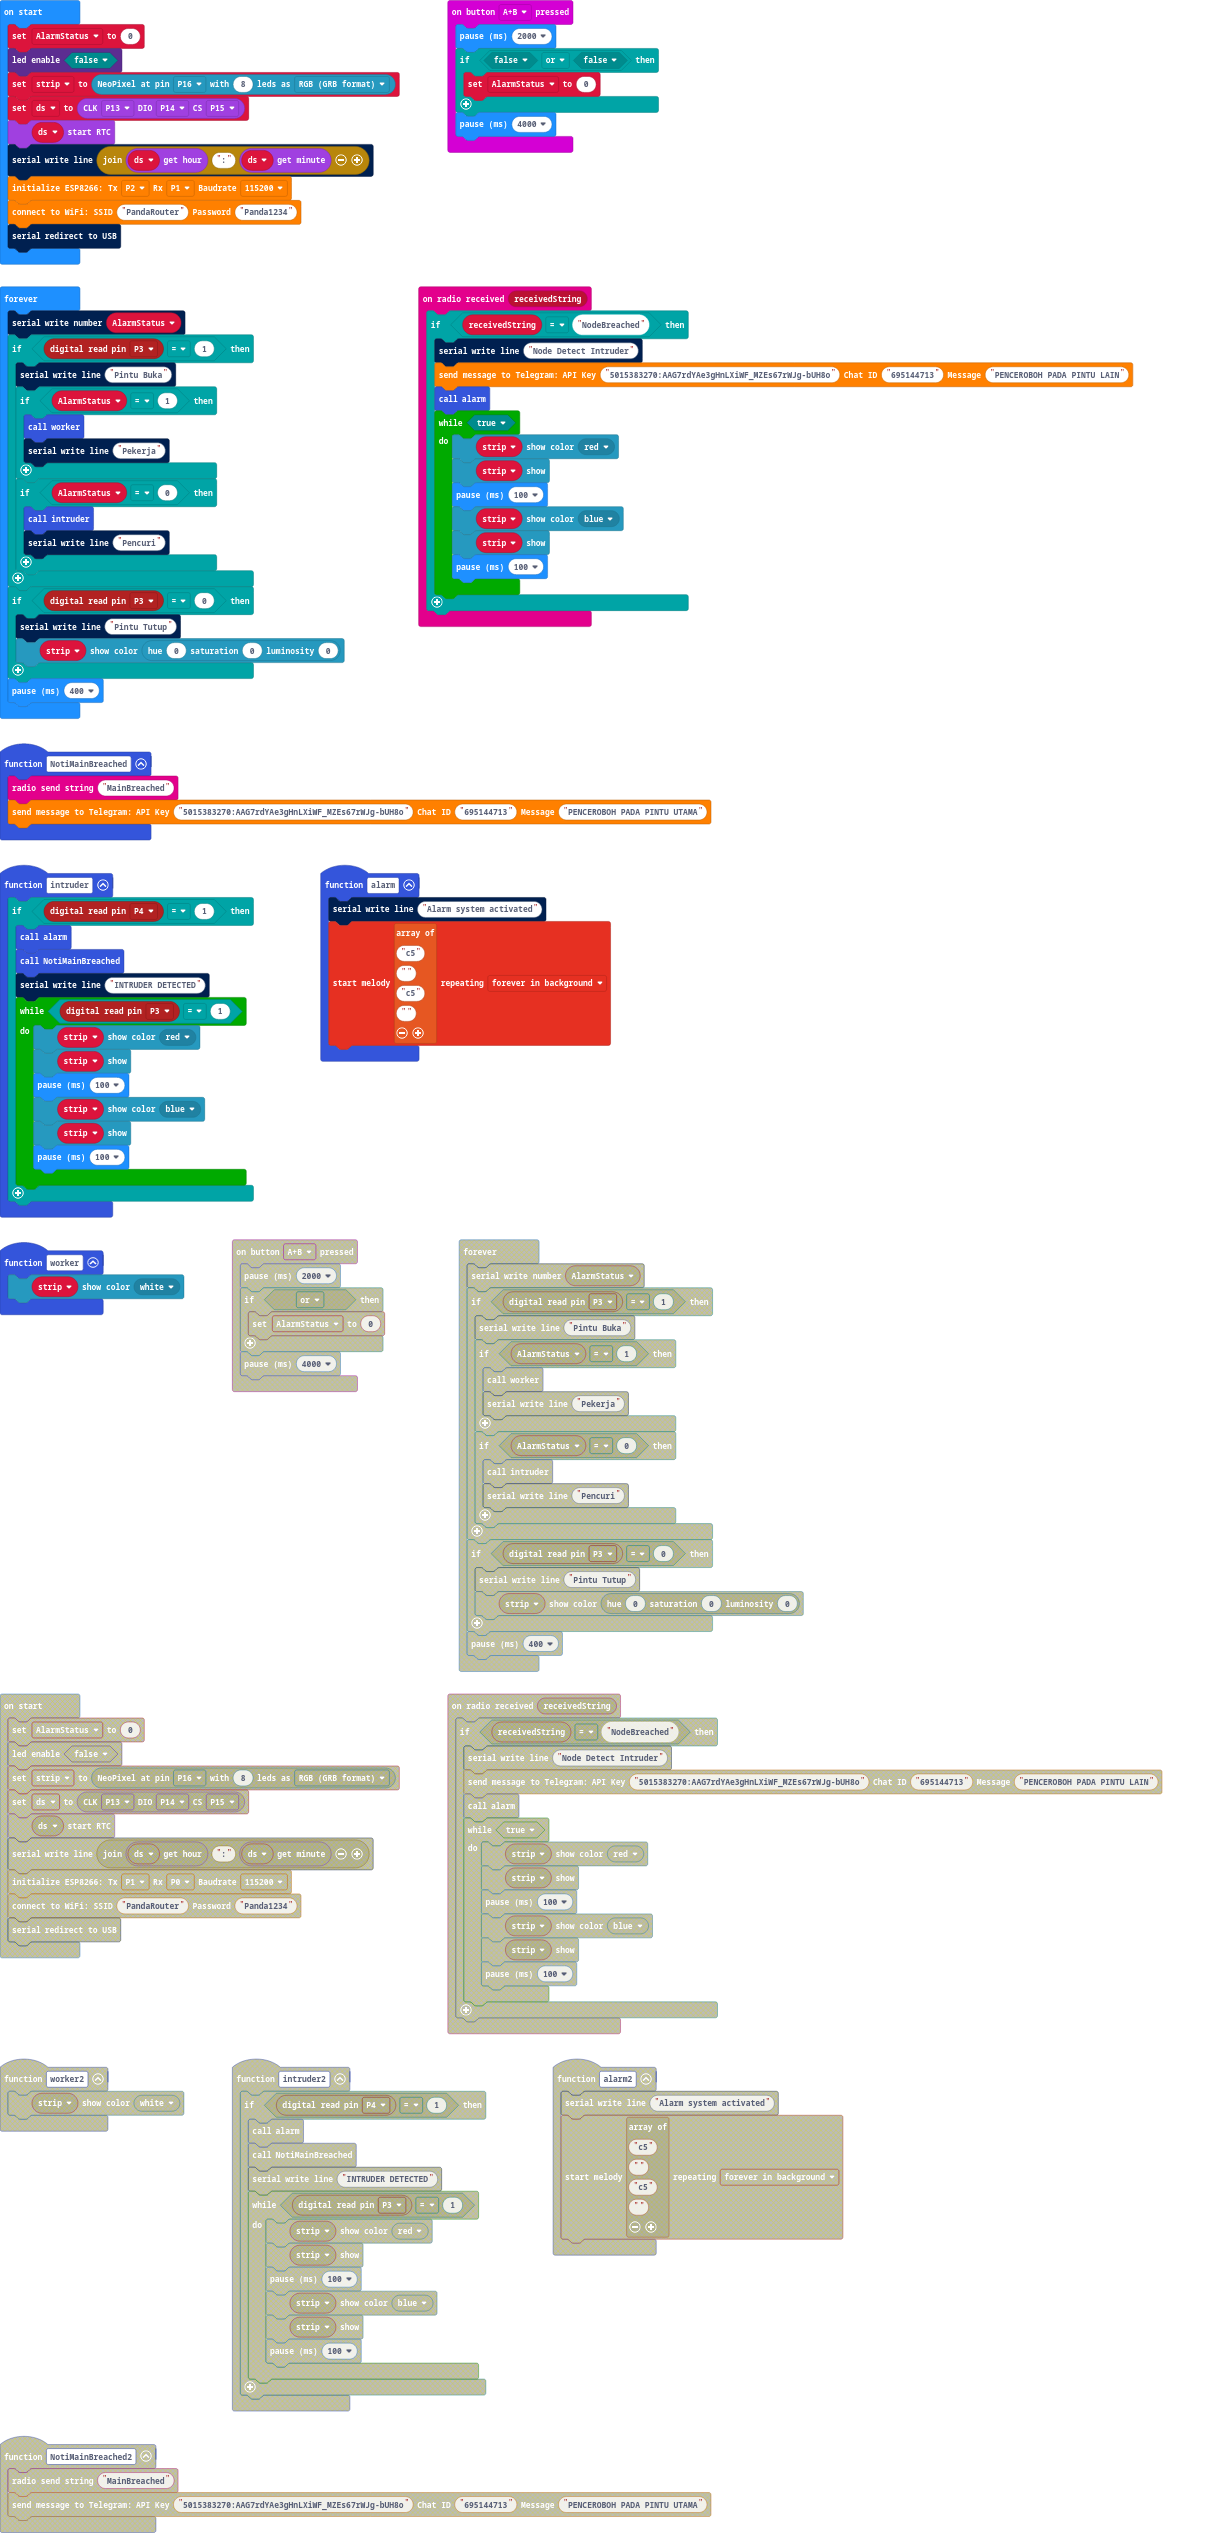 on start
set AlarmStatus to 0
led enable false
set strip to NeoPixel at pin P16 with 8 leds as RGB (GRB format)
set ds to CLK P13 DIO P14 CS P15
ds start RTC
serial write line join ds get hour ":" ds get minute
initialize ESP8266: Tx P2 Rx P1 Baudrate 115200
connect to WiFi: SSID "PandaRouter" Password "Panda1234"
serial redirect to USB
on button A+B pressed
pause (ms) 2000
if false or false then
set AlarmStatus to 0
pause (ms) 4000
forever
serial write number AlarmStatus
if digital read pin P3 = 1 then
serial write line "Pintu Buka"
if AlarmStatus = 1 then
call worker
serial write line "Pekerja"
if AlarmStatus = 0 then
call intruder
serial write line "Pencuri"
if digital read pin P3 = 0 then
serial write line "Pintu Tutup"
strip show color hue 0 saturation 0 luminosity 0
pause (ms) 400
on radio received receivedString
if receivedString = "NodeBreached" then
serial write line "Node Detect Intruder"
send message to Telegram: API Key "5015383270:AAG7rdYAe3gHnLXiWF_MZEs67rWJg-bUH8o" Chat ID "695144713" Message "PENCEROBOH PADA PINTU LAIN"
call alarm
while true
do
strip show color red
strip show
pause (ms) 100
strip show color blue
strip show
pause (ms) 100
function NotiMainBreached
radio send string "MainBreached"
send message to Telegram: API Key "5015383270:AAG7rdYAe3gHnLXiWF_MZEs67rWJg-bUH8o" Chat ID "695144713" Message "PENCEROBOH PADA PINTU UTAMA"
function intruder
if digital read pin P4 = 1 then
call alarm
call NotiMainBreached
serial write line "INTRUDER DETECTED"
while digital read pin P3 = 1
do
strip show color red
strip show
pause (ms) 100
strip show color blue
strip show
pause (ms) 100
function alarm
serial write line "Alarm system activated"
array of
"c5"
""
start melody repeating forever in background
"c5"
""
function worker
strip show color white
on button A+B pressed
pause (ms) 2000
if or then
set AlarmStatus to 0
pause (ms) 4000
forever
serial write number AlarmStatus
if digital read pin P3 = 1 then
serial write line "Pintu Buka"
if AlarmStatus = 1 then
call worker
serial write line "Pekerja"
if AlarmStatus = 0 then
call intruder
serial write line "Pencuri"
if digital read pin P3 = 0 then
serial write line "Pintu Tutup"
strip show color hue 0 saturation 0 luminosity 0
pause (ms) 400
on start
set AlarmStatus to 0
led enable false
set strip to NeoPixel at pin P16 with 8 leds as RGB (GRB format)
set ds to CLK P13 DIO P14 CS P15
ds start RTC
serial write line join ds get hour ":" ds get minute
initialize ESP8266: Tx P1 Rx P0 Baudrate 115200
connect to WiFi: SSID "PandaRouter" Password "Panda1234"
serial redirect to USB
on radio received receivedString
if receivedString = "NodeBreached" then
serial write line "Node Detect Intruder"
send message to Telegram: API Key "5015383270:AAG7rdYAe3gHnLXiWF_MZEs67rWJg-bUH8o" Chat ID "695144713" Message "PENCEROBOH PADA PINTU LAIN"
call alarm
while true
do
strip show color red
strip show
pause (ms) 100
strip show color blue
strip show
pause (ms) 100
function worker2
strip show color white
function intruder2
if digital read pin P4 = 1 then
call alarm
call NotiMainBreached
serial write line "INTRUDER DETECTED"
while digital read pin P3 = 1
do
strip show color red
strip show
pause (ms) 100
strip show color blue
strip show
pause (ms) 100
function alarm2
serial write line "Alarm system activated"
array of
"c5"
""
start melody repeating forever in background
"c5"
""
function NotiMainBreached2
radio send string "MainBreached"
send message to Telegram: API Key "5015383270:AAG7rdYAe3gHnLXiWF_MZEs67rWJg-bUH8o" Chat ID "695144713" Message "PENCEROBOH PADA PINTU UTAMA"